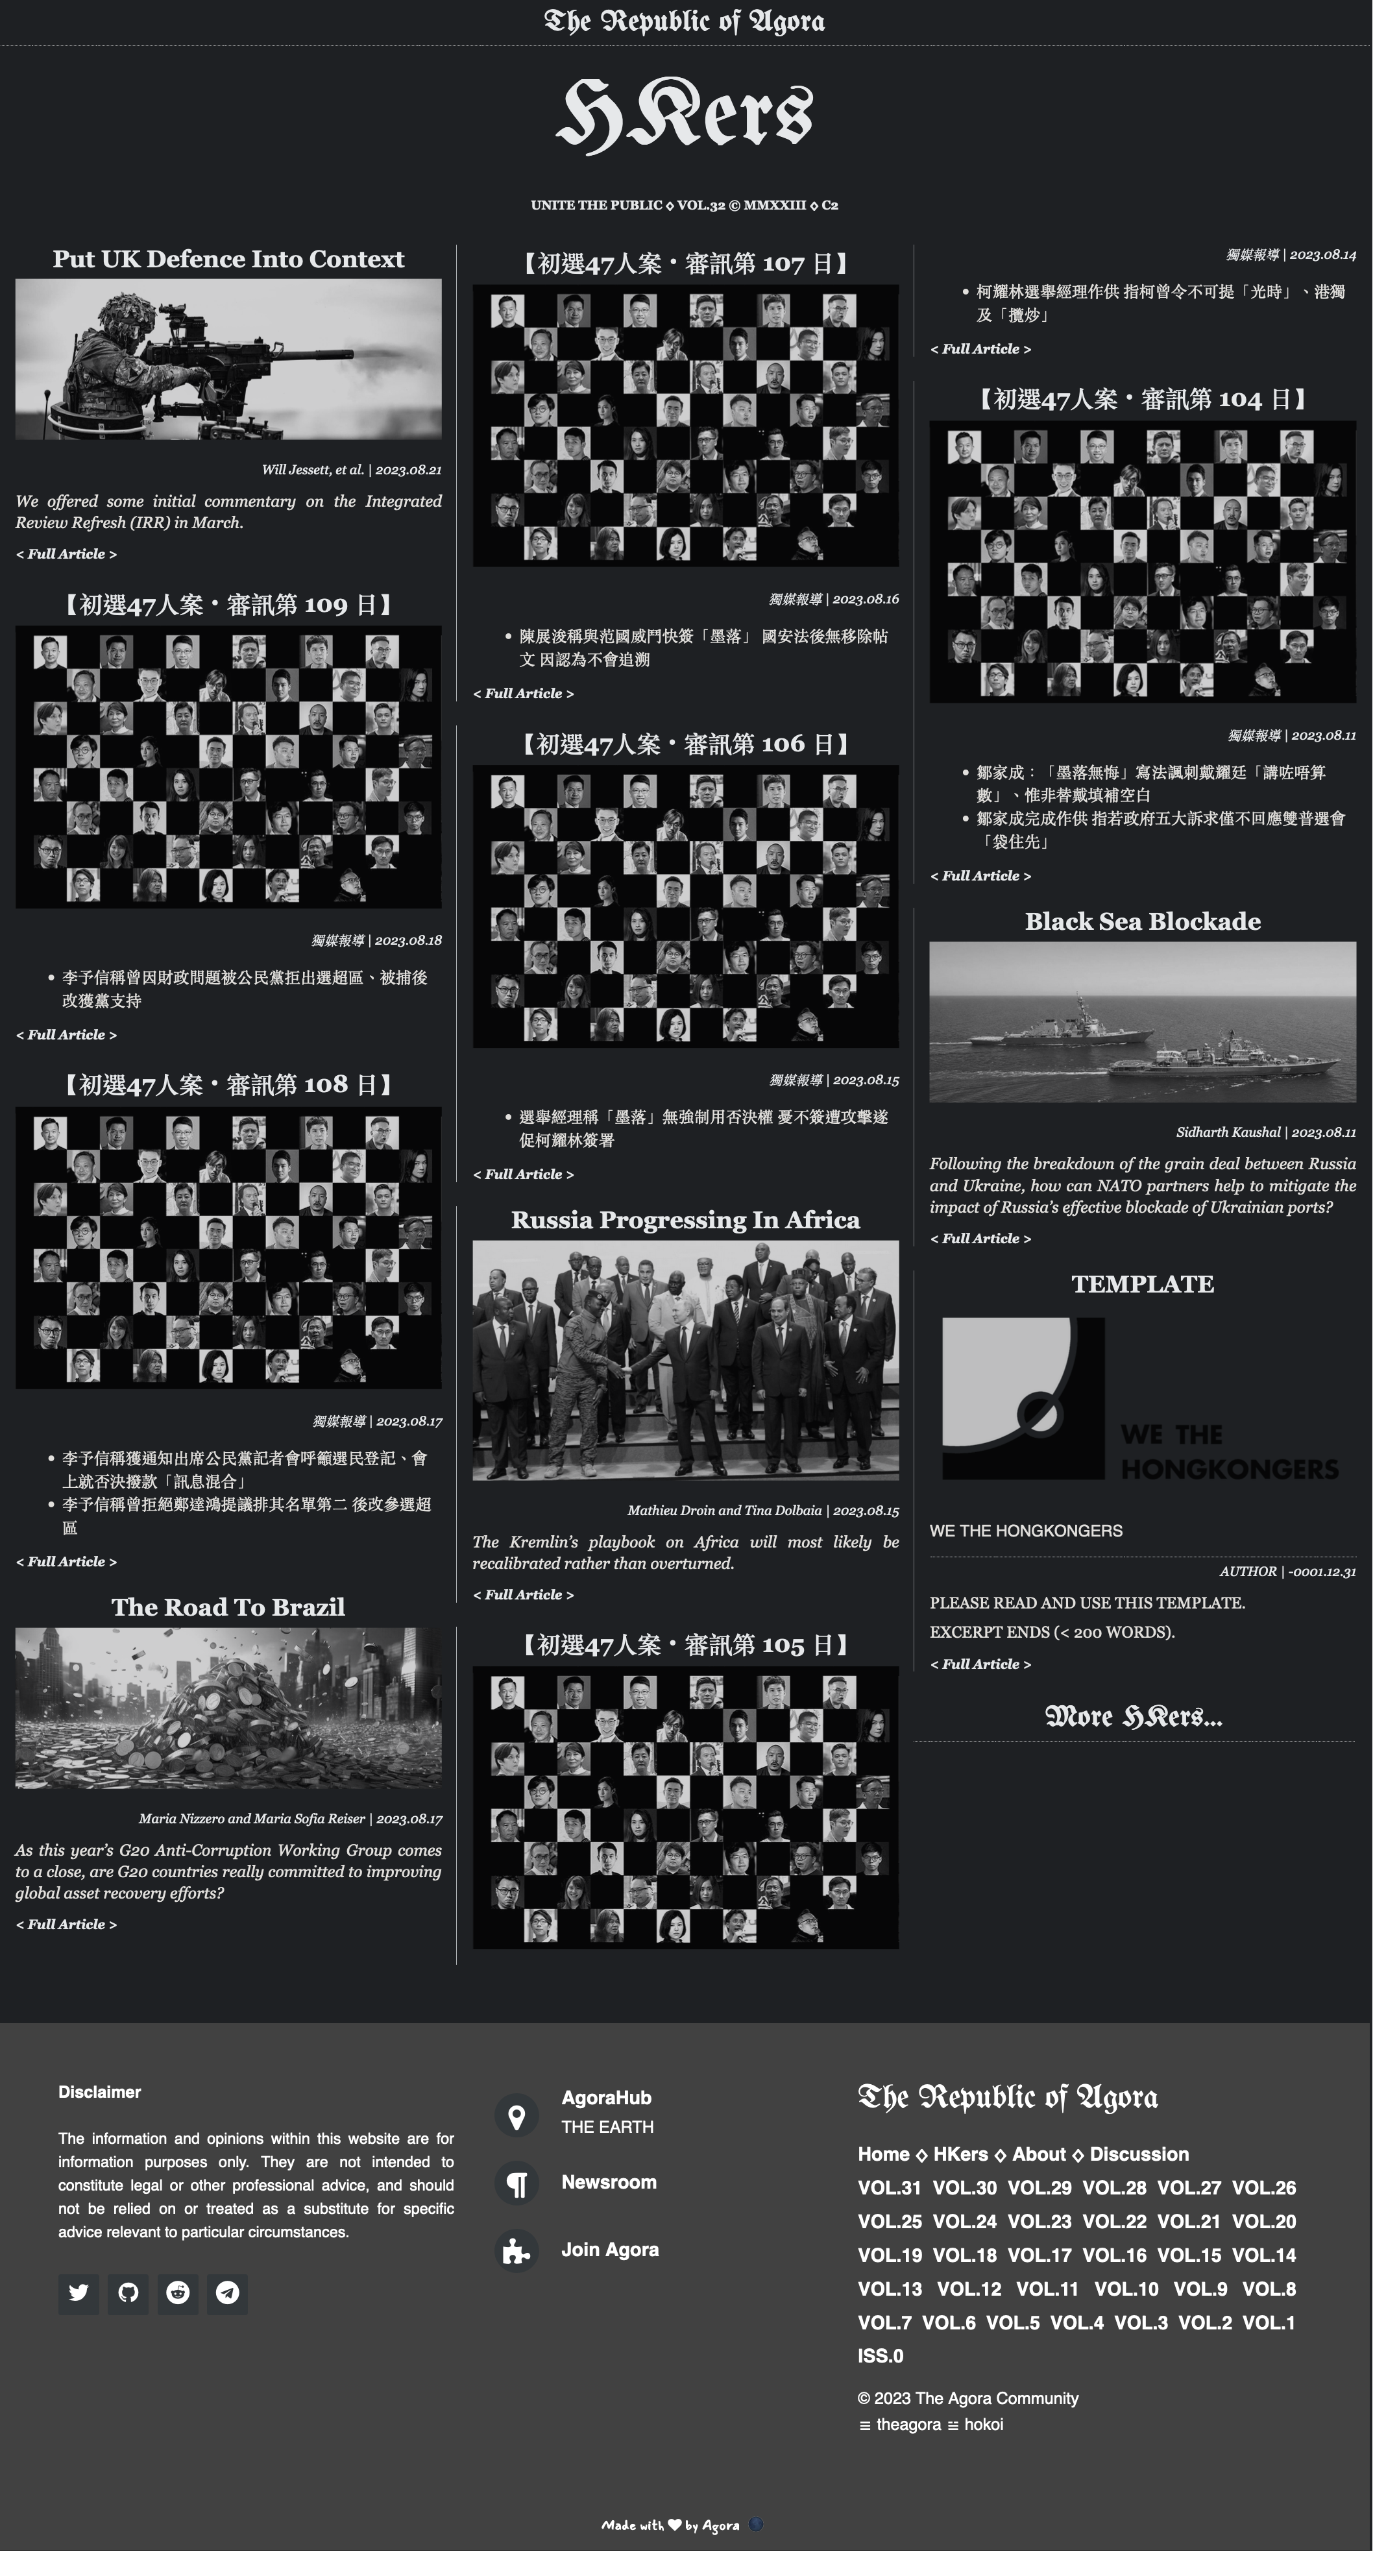 The Republic of Agora
HKers
UNITE THE PUBLIC ◊ VOL.32 © MMXXIII ◊ C2
Put UK Defence Into Context
Will Jessett, et al. | 2023.08.21
We offered some initial commentary on the Integrated
Review Refresh (IRR) in March.
< Full Article >
【初選47人案・審訊第 109 日】
獨媒報導 | 2023.08.18
• 李予信稱曾因財政問題被公民黨拒出選超區、被捕後
改獲黨支持
< Full Article >
【初選47人案・審訊第 108 日】
獨媒報導 | 2023.08.17
• 李予信稱獲通知出席公民黨記者會呼籲選民登記、會
上就否決撥款「訊息混合」
• 李予信稱曾拒絕鄭達鴻提議排其名單第二 後改參選超
區
< Full Article >
The Road To Brazil
Maria Nizzero and Maria Sofia Reiser | 2023.08.17
As this year’s G20 Anti-Corruption Working Group comes
to a close, are G20 countries really committed to improving
global asset recovery efforts?
< Full Article >
【初選47人案・審訊第 107 日】
獨媒報導 | 2023.08.16
• 陳展浚稱與范國威鬥快簽「墨落」 國安法後無移除帖
文 因認為不會追溯
< Full Article >
【初選47人案・審訊第 106 日】
獨媒報導 | 2023.08.15
• 選舉經理稱「墨落」無強制用否決權 憂不簽遭攻擊遂
促柯耀林簽署
< Full Article >
Russia Progressing In Africa
Mathieu Droin and Tina Dolbaia | 2023.08.15
The Kremlin’s playbook on Africa will most likely be
recalibrated rather than overturned.
< Full Article >
【初選47人案・審訊第 105 日】
獨媒報導 | 2023.08.14
• 柯耀林選舉經理作供 指柯曾令不可提「光時」、港獨
及「攬炒」
< Full Article >
【初選47人案・審訊第 104 日】
獨媒報導 | 2023.08.11
• 鄒家成：「墨落無悔」寫法諷刺戴耀廷「講咗唔算
數」、惟非替戴填補空白
• 鄒家成完成作供 指若政府五大訴求僅不回應雙普選會
「袋住先」
< Full Article >
Black Sea Blockade
Sidharth Kaushal | 2023.08.11
Following the breakdown of the grain deal between Russia
and Ukraine, how can NATO partners help to mitigate the
impact of Russia’s effective blockade of Ukrainian ports?
< Full Article >
TEMPLATE
WE THE
HONGKONGERS
WE THE HONGKONGERS
AUTHOR | -0001.12.31
PLEASE READ AND USE THIS TEMPLATE.
EXCERPT ENDS (< 200 WORDS).
< Full Article >
More HKers...
Disclaimer
The information and opinions within this website are for
information purposes only. They are not intended to
constitute legal or other professional advice, and should
not be relied on or treated as a substitute for specific
advice relevant to particular circumstances.
AgoraHub
THE EARTH
Newsroom
Join Agora
The Republic of Agora
Home ◊ HKers ◊ About ◊ Discussion
VOL.31 VOL.30 VOL.29 VOL.28 VOL.27 VOL.26
VOL.25 VOL.24 VOL.23 VOL.22 VOL.21 VOL.20
VOL.19 VOL.18 VOL.17 VOL.16 VOL.15 VOL.14
VOL.13 VOL.12 VOL.11 VOL.10 VOL.9 VOL.8
VOL.7 VOL.6 VOL.5 VOL.4 VOL.3 VOL.2 VOL.1
ISS.0
© 2023 The Agora Community
theagora hokoi
Made with ♥ by Agora